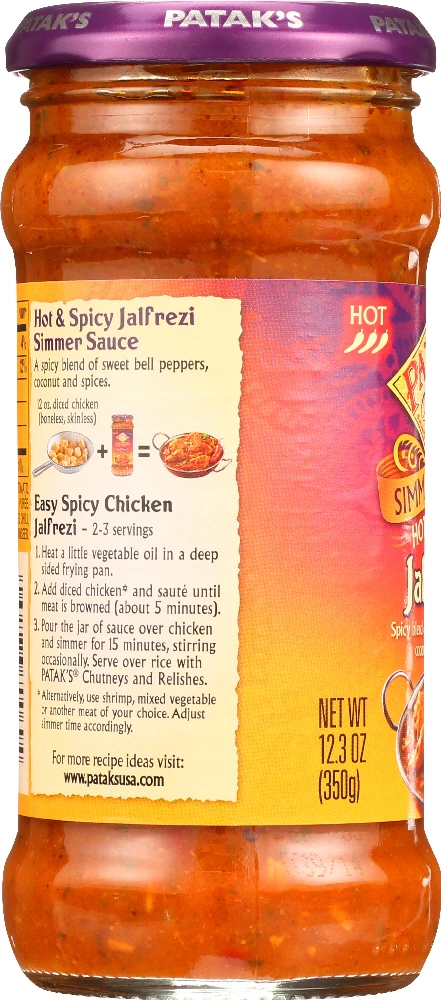 PATAK'S
PATAK'S
Hot & Spicy Jalfrezi
Simmer Sauce
A spicy blend of sweet bell peppers,
coconut and spices.
12 oz. diced chicken
(boneless, skinless)
+ =
Easy Spicy Chicken
Jalfrezi – 2-3 servings
1. Heat a little vegetable oil in a deep
sided frying pan.
2. Add diced chicken* and sauté until
meat is browned (about 5 minutes).
3. Pour the jar of sauce over chicken
and simmer for 15 minutes, stirring
occasionally. Serve over rice with
PATAK'S® Chutneys and Relishes.
* Alternatively, use shrimp, mixed vegetable
or another meat of your choice. Adjust
simmer time accordingly.
For more recipe ideas visit:
www.pataksusa.com
HOT
Spicy
NET WT
12.3 OZ
(350g)